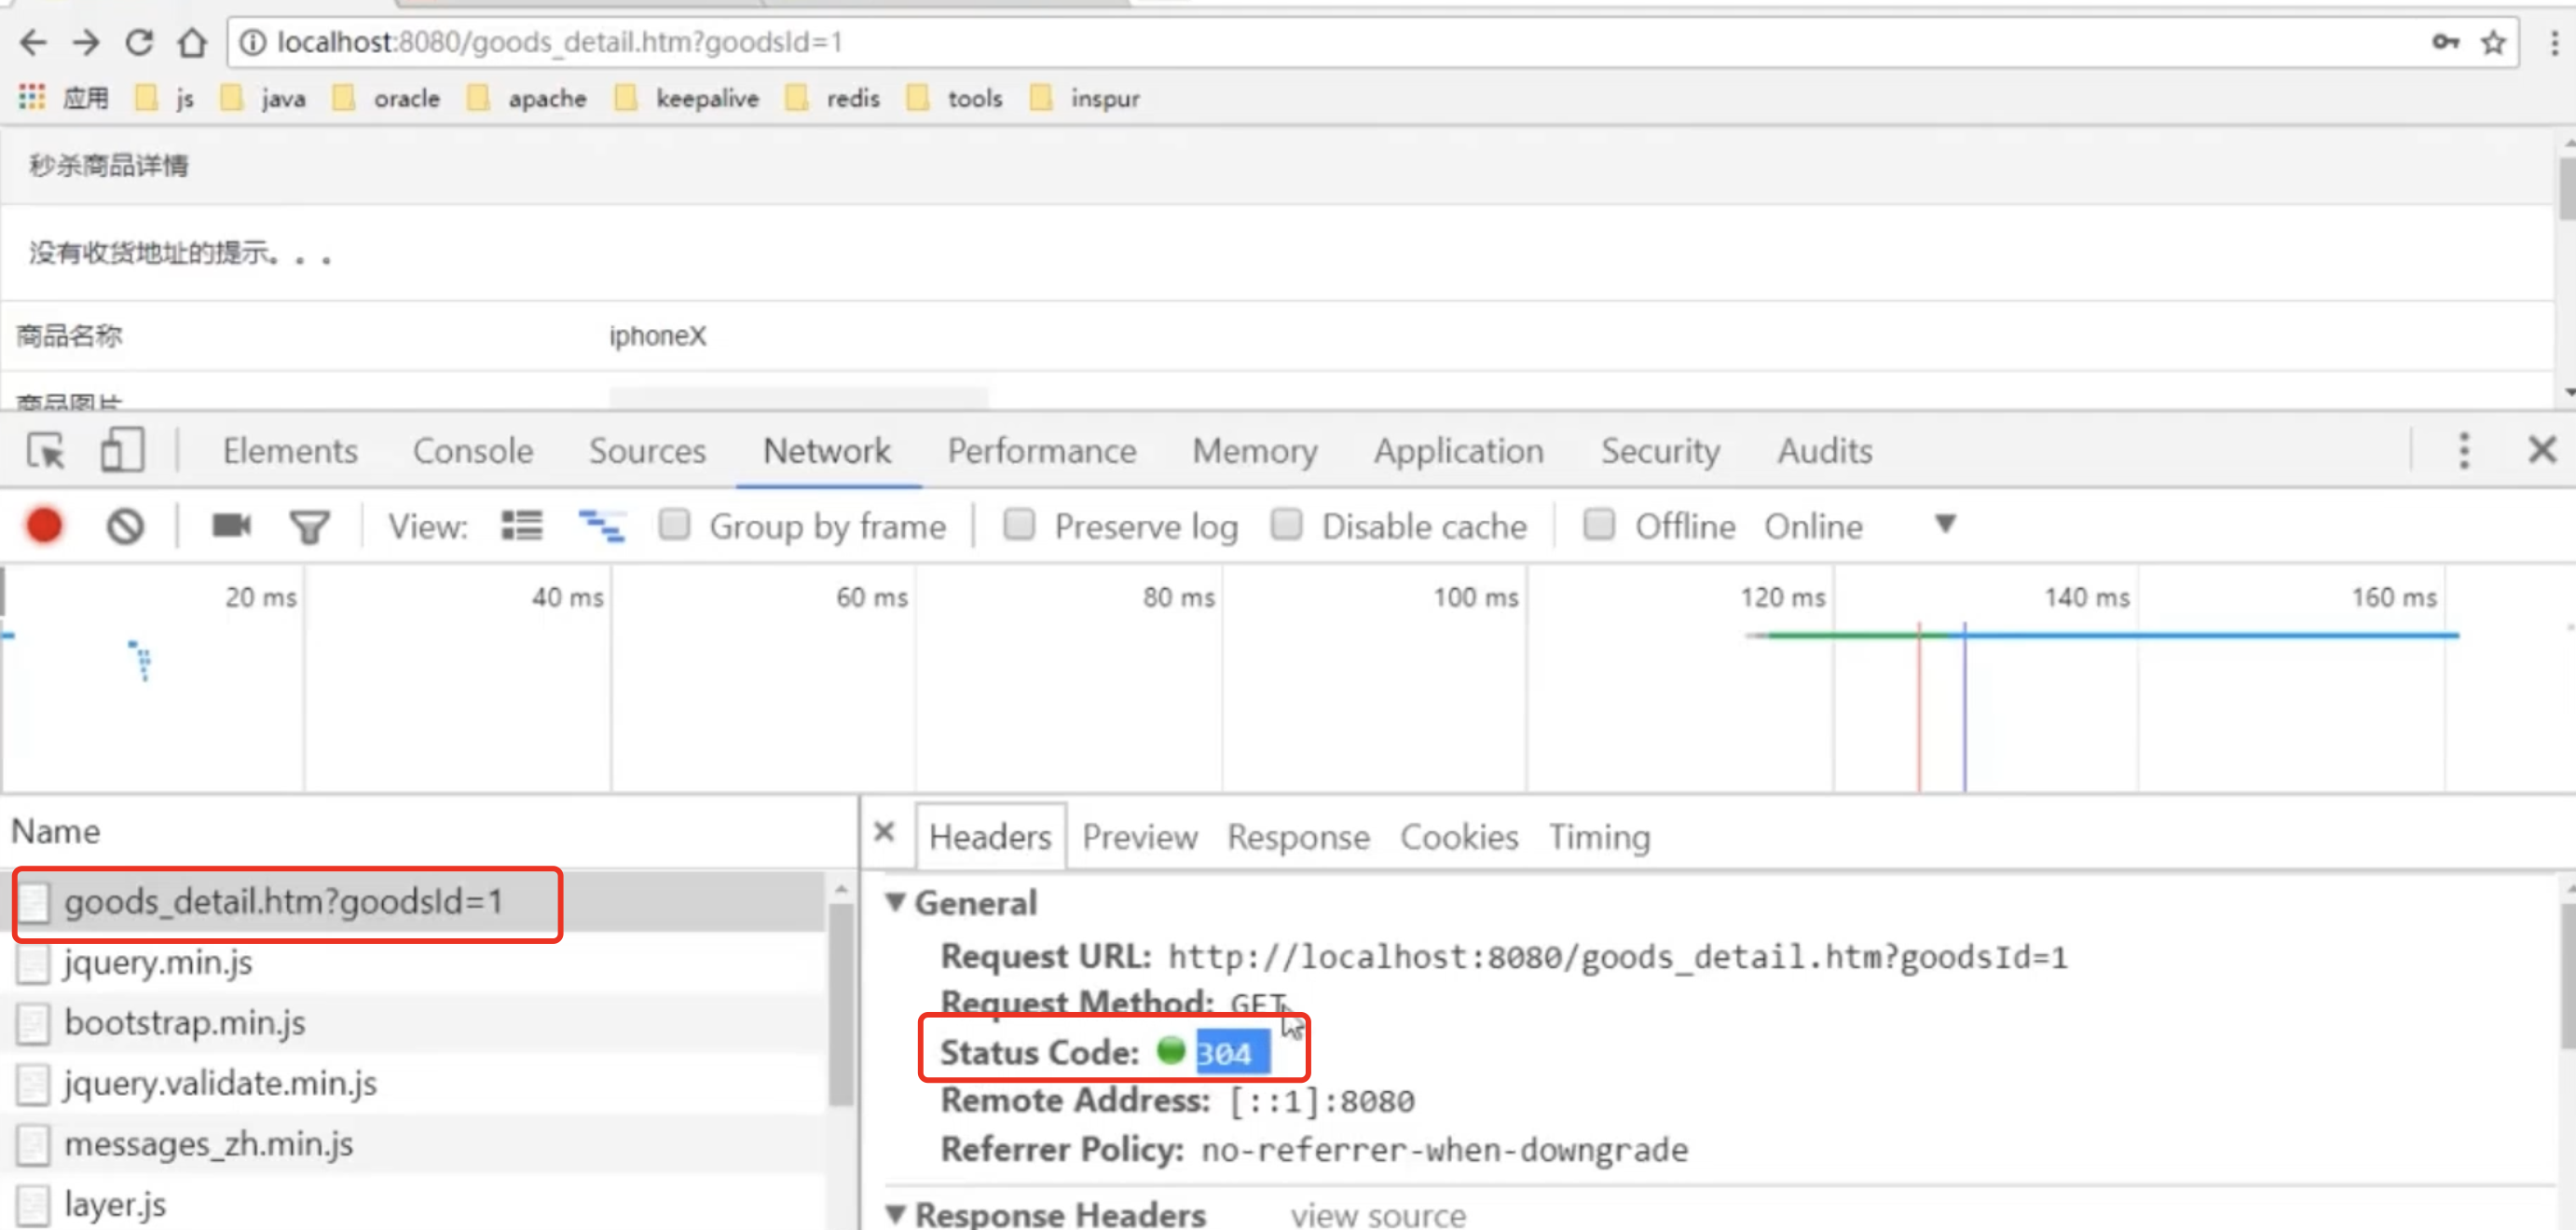 localhost:8080/goods_detail.htm?goodsId=1
应用 js java oracle apache keepalive redis tools inspur
秒杀商品详情
没有收货地址的提示。。。
商品名称 iphoneX
商品图片
Elements Console Sources Network Performance Memory Application Security Audits
View: Group by frame Preserve log Disable cache Offline Online
20 ms 40 ms 60 ms 80 ms 100 ms 120 ms 140 ms 160 ms
Name
Headers Preview Response Cookies Timing
goods_detail.htm?goodsId=1
jquery.min.js
bootstrap.min.js
jquery.validate.min.js
messages_zh.min.js
layer.js
General
Request URL: http://localhost:8080/goods_detail.htm?goodsId=1
Request Method: GET
Status Code: 304
Remote Address: [::1]:8080
Referrer Policy: no-referrer-when-downgrade
Response Headers view source